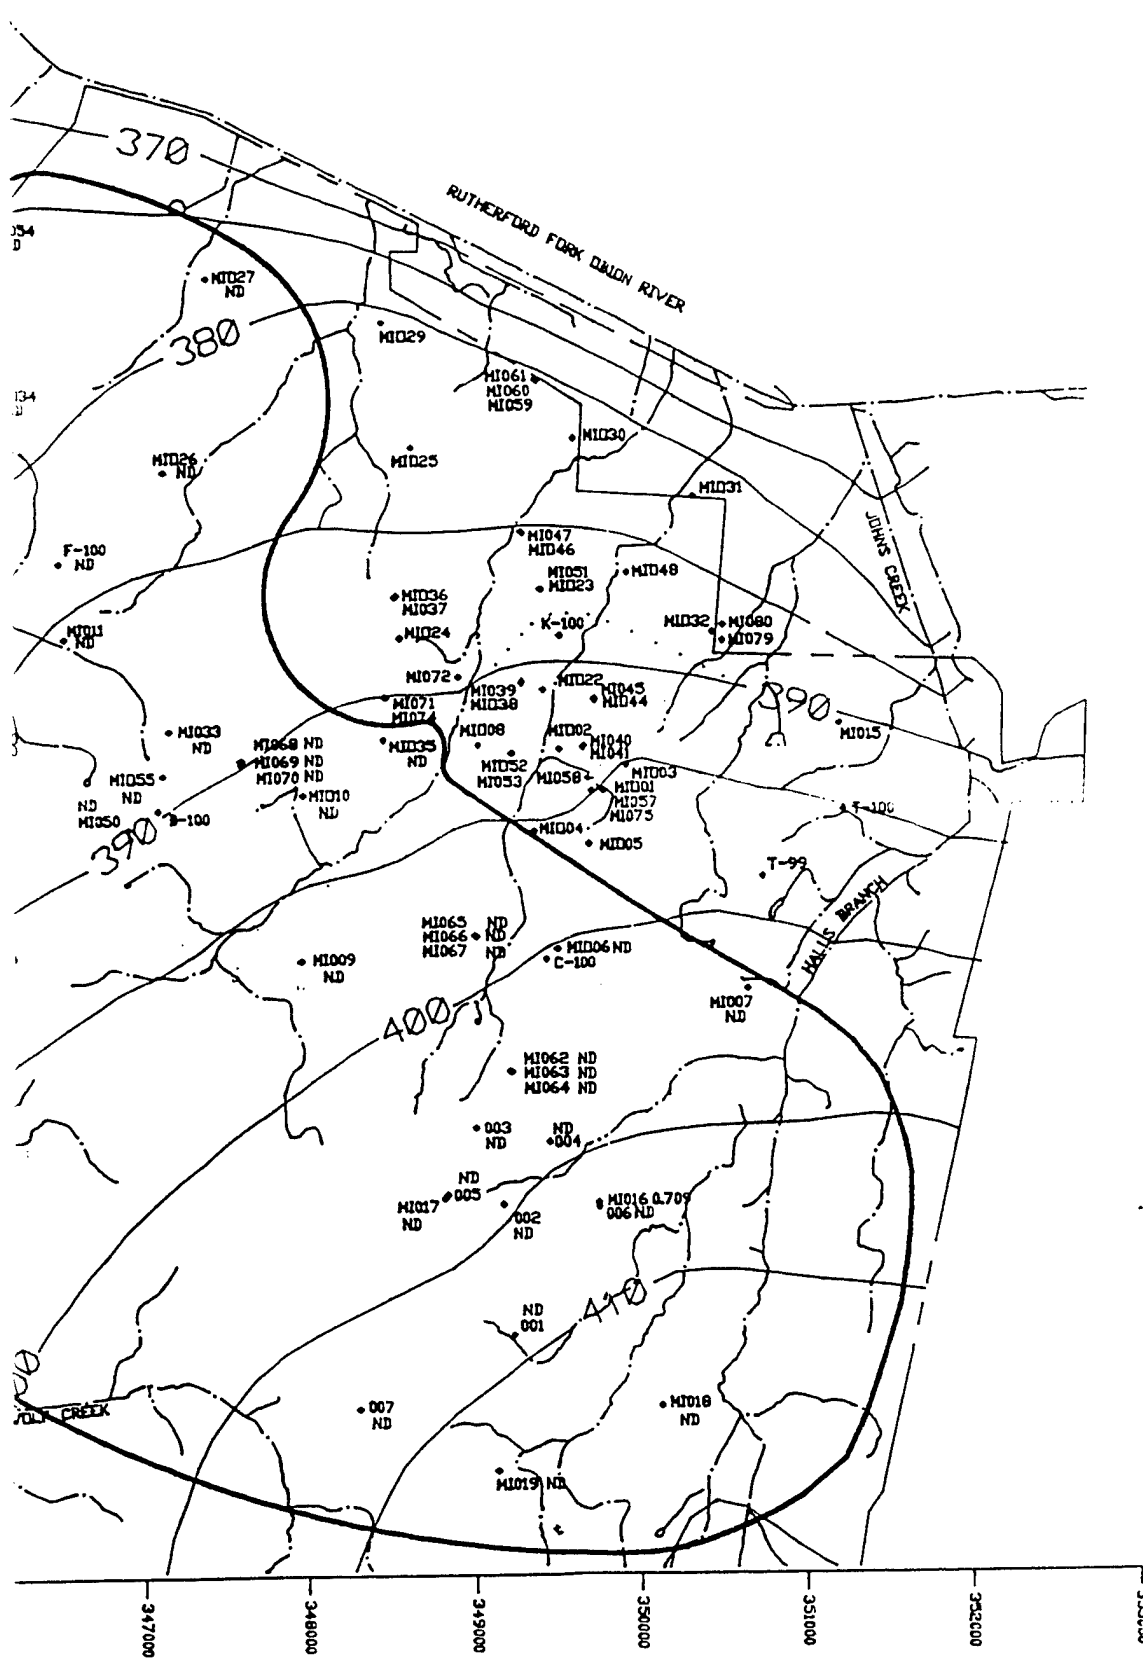 370
RUTHERFORD FORK OBION RIVER
054
D
MI027
ND
380
MI029
MI061
MI060
MI059
MI030
MI026
ND
MI025
MI031
JOHNS CREEK
F-100
ND
MI047
MI046
MI051
MI023
MI048
MI036
MI037
MI024
K-100
MI032
MI080
MI079
MI011
ND
MI072
MI039
MI038
MI022
MI045
MI044
390
MI015
MI071
MI074
MI033
ND
MI068 ND
MI069 ND
MI070 ND
MI035
ND
MI008
MI002
MI040
MI041
MI052
MI053
MI058
MI003
MI001
MI057
MI075
MI055
ND
MI010
ND
ND
MI050
B-100
390
MI004
MI005
T-100
T-99
HALLS BRANCH
MI065 ND
MI066 ND
MI067 ND
MI006 ND
C-100
MI009
ND
MI007
ND
400
MI062 ND
MI063 ND
MI064 ND
003
ND
ND
004
ND
005
MI017
ND
002
ND
MI016 0.709
006 ND
410
ND
001
007
ND
MI018
ND
CREEK
MI019 ND
347000
348000
349000
350000
351000
352000